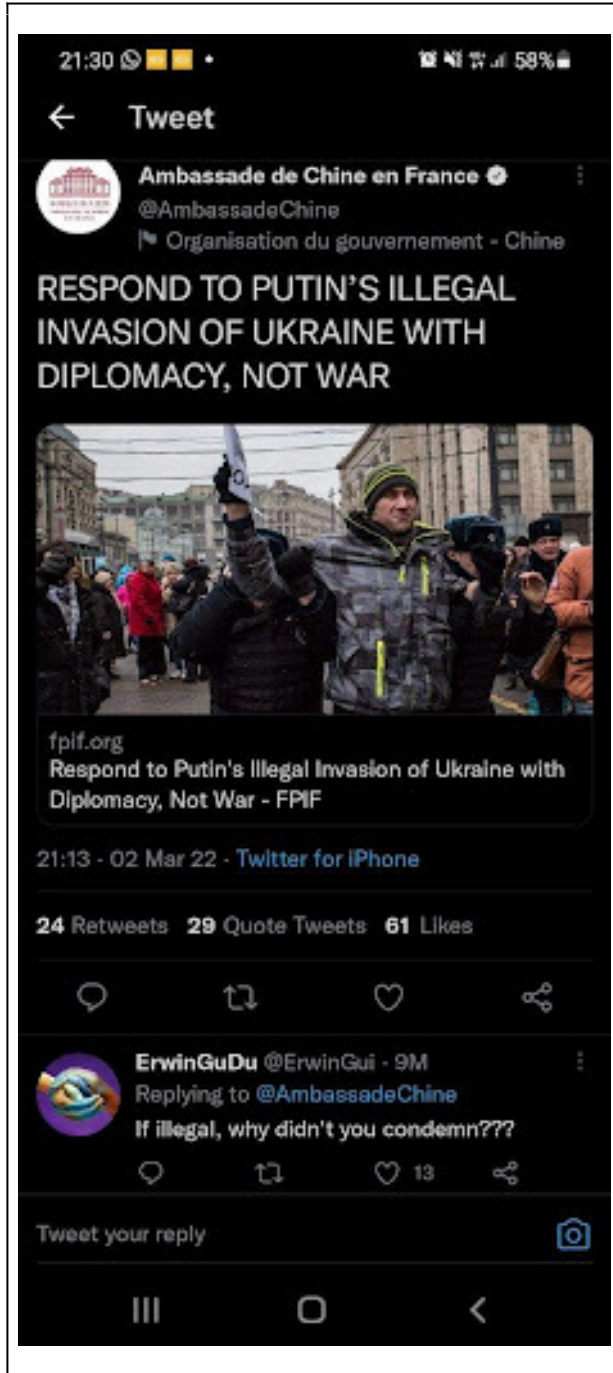 21:30
58%
Tweet
Ambassade de Chine en France
@AmbassadeChine
Organisation du gouvernement - Chine
RESPOND TO PUTIN’S ILLEGAL
INVASION OF UKRAINE WITH
DIPLOMACY, NOT WAR
fpif.org
Respond to Putin's Illegal Invasion of Ukraine with
Diplomacy, Not War - FPIF
21:13 - 02 Mar 22 - Twitter for iPhone
24 Retweets 29 Quote Tweets 61 Likes
ErwinGuDu @ErwinGui - 9M
Replying to @AmbassadeChine
If illegal, why didn't you condemn???
13
Tweet your reply